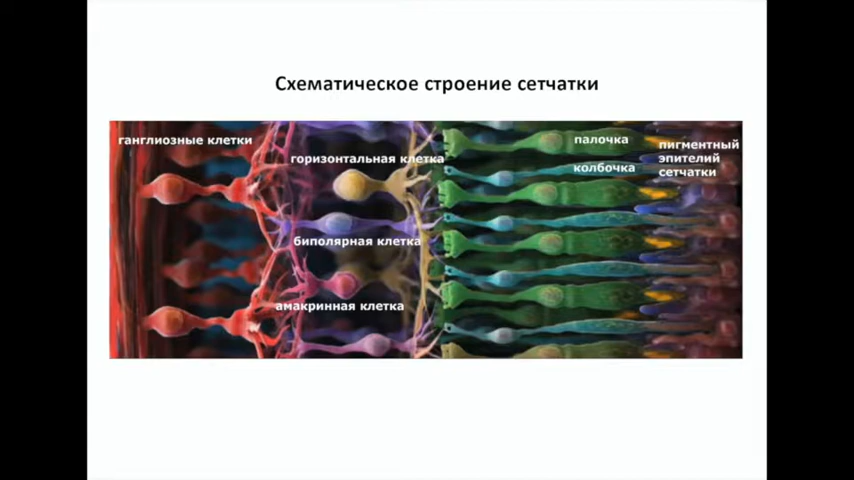 Схематическое строение сетчатки
ганглиозные клетки
горизонтальная клетка
биполярная клетка
амакринная клетка
палочка
колбочка
пигментный
эпителий
сетчатки